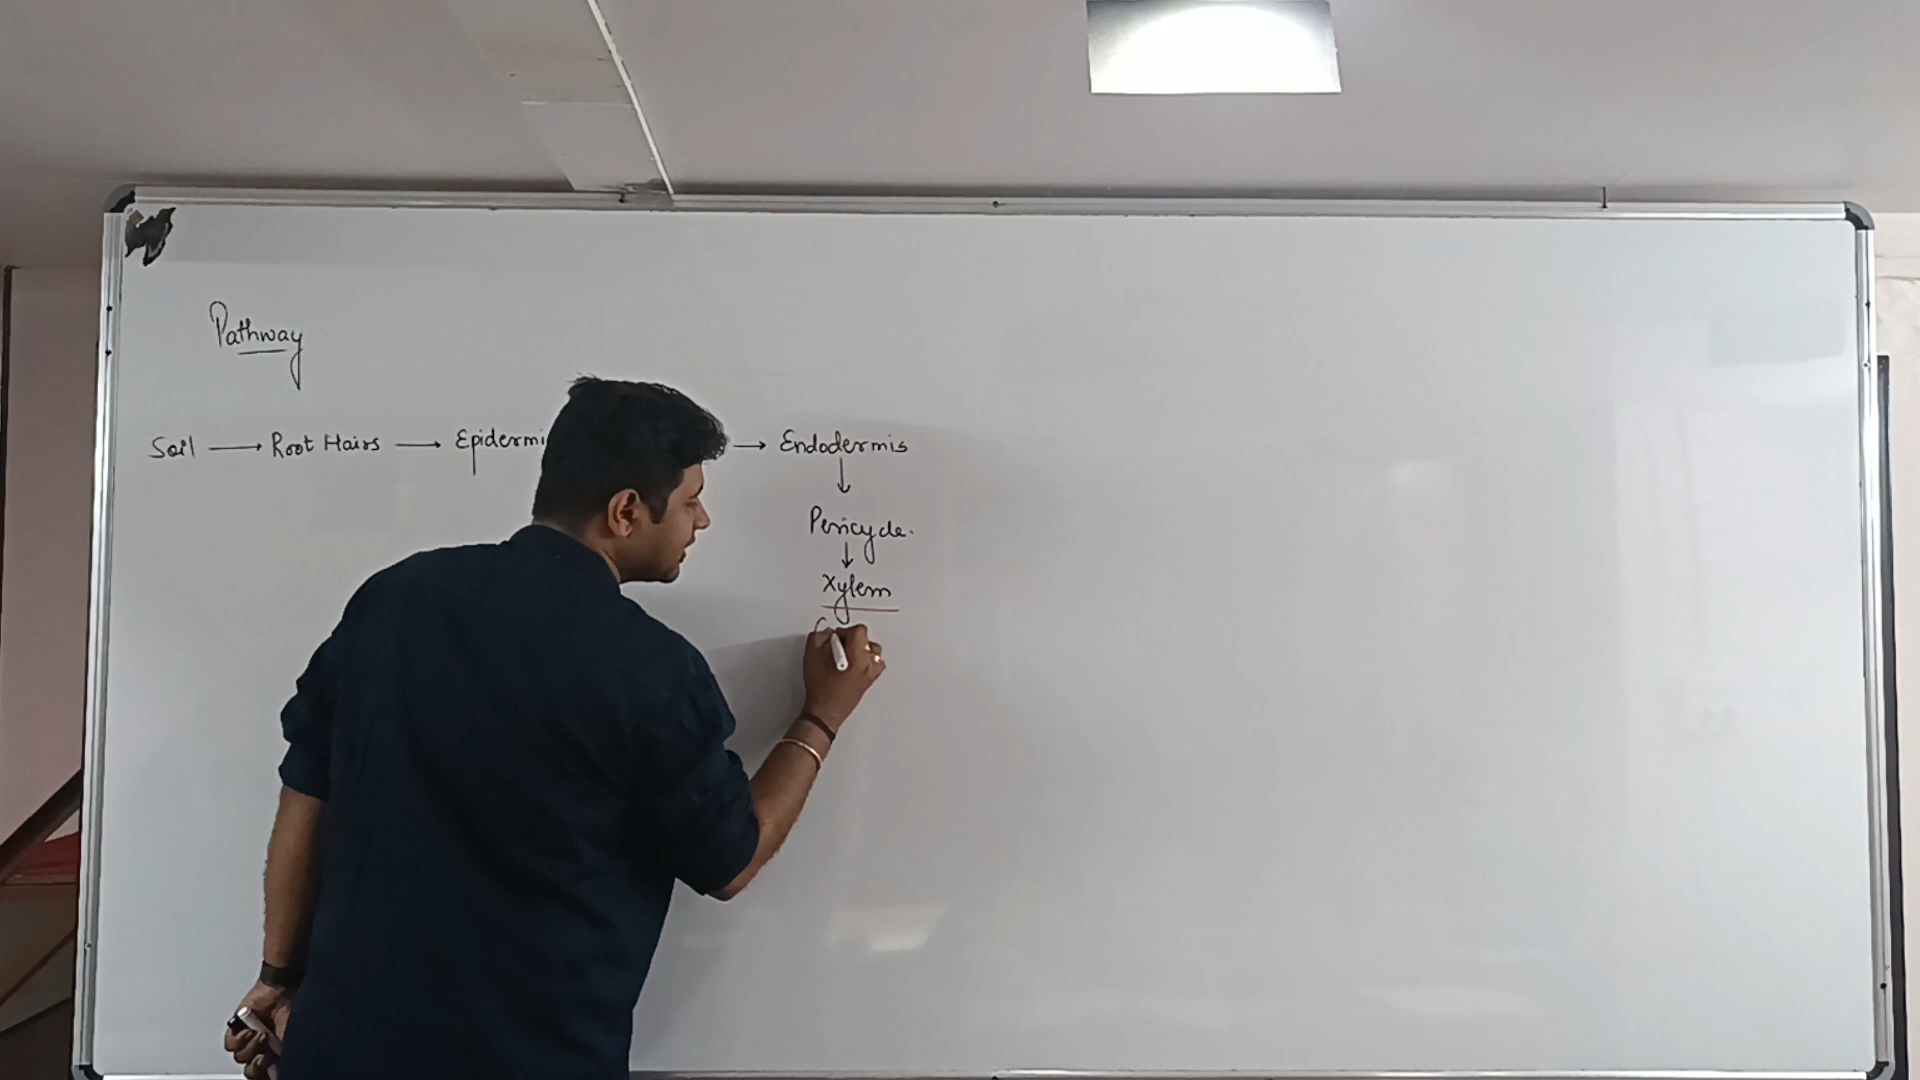 Pathway
Soil → Root Hairs → Epidermi → Endodermis
↓
Pericycle.
↓
Xylem